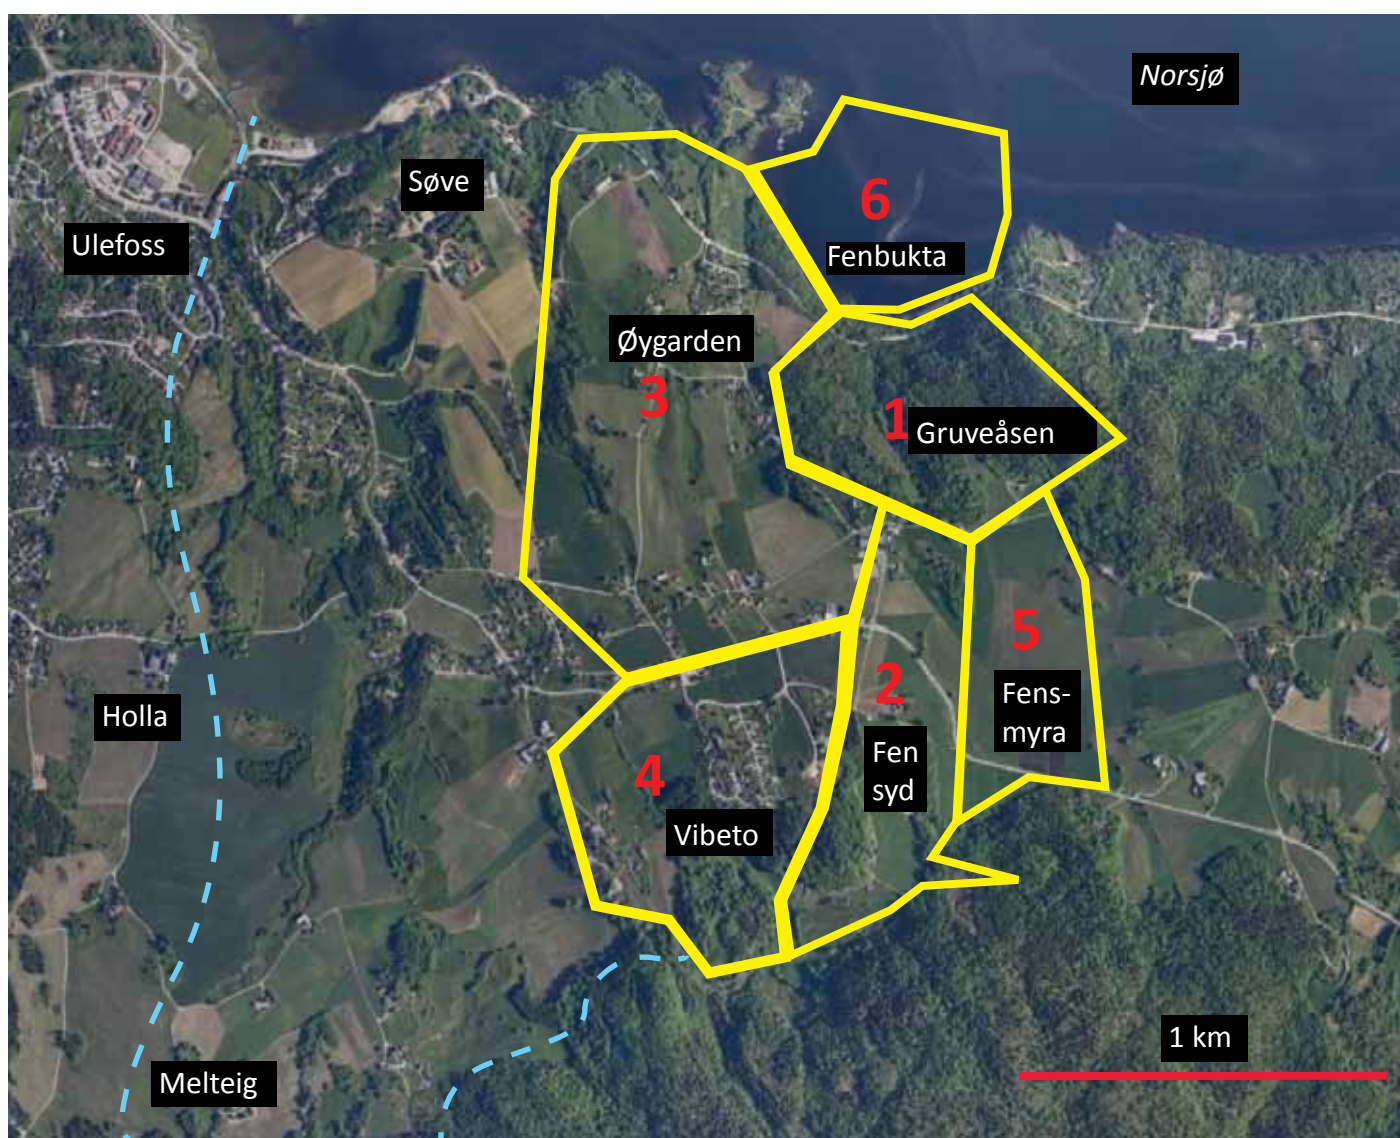 Norsjø
Søve
6
Ulefoss
Fenbukta
Øygarden
3
1
Gruveåsen
5
2
Fens-
myra
Holla
Fen
syd
4
Vibeto
1 km
Melteig